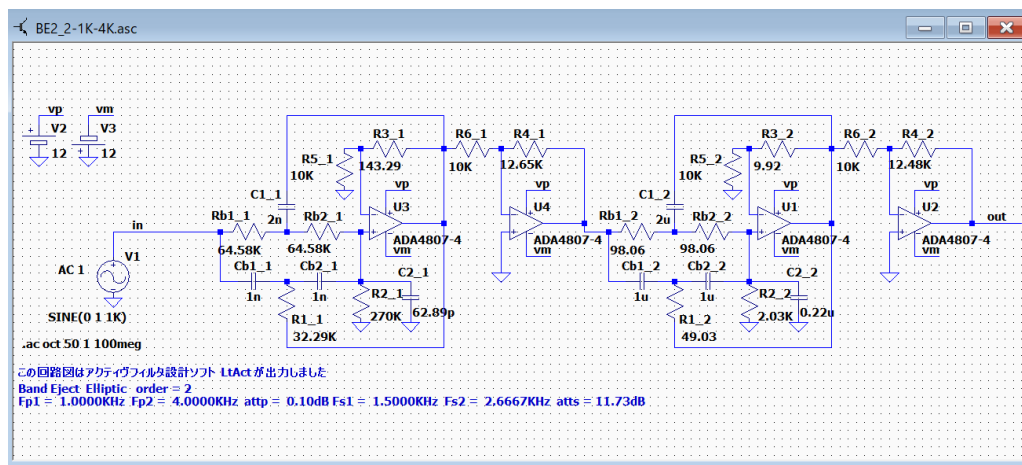 BE2_2-1K-4K.asc
vp vm
V2 V3
12 12
R3_1 R6_1 R4_1 R3_2 R6_2 R4_2
R5_1 143.29 10K 12.65K R5_2 9.92 10K 12.48K
10K 10K
C1_1 vp vp C1_2 vp vp
in Rb1_1 2n Rb2_1 U3 U4 Rb1_2 2u Rb2_2 U1 U2 out
64.58K 64.58K ADA4807-4 ADA4807-4 98.06 98.06 ADA4807-4 ADA4807-4
vm vm vm vm
V1 Cb1_1 Cb2_1 C2_1 Cb1_2 Cb2_2 C2_2
AC 1 1n 1n R2_1 1u 1u R2_2
SINE(0 1 1K) R1_1 270K 62.89p R1_2 2.03K 0.22u
32.29K 49.03
.ac oct 50 1 100meg
この回路図はアクティヴフィルタ設計ソフト LtAct が出力しました
Band Eject Elliptic order = 2
Fp1 = 1.0000KHz Fp2 = 4.0000KHz attp = 0.10dB Fs1 = 1.5000KHz Fs2 = 2.6667KHz atts = 11.73dB